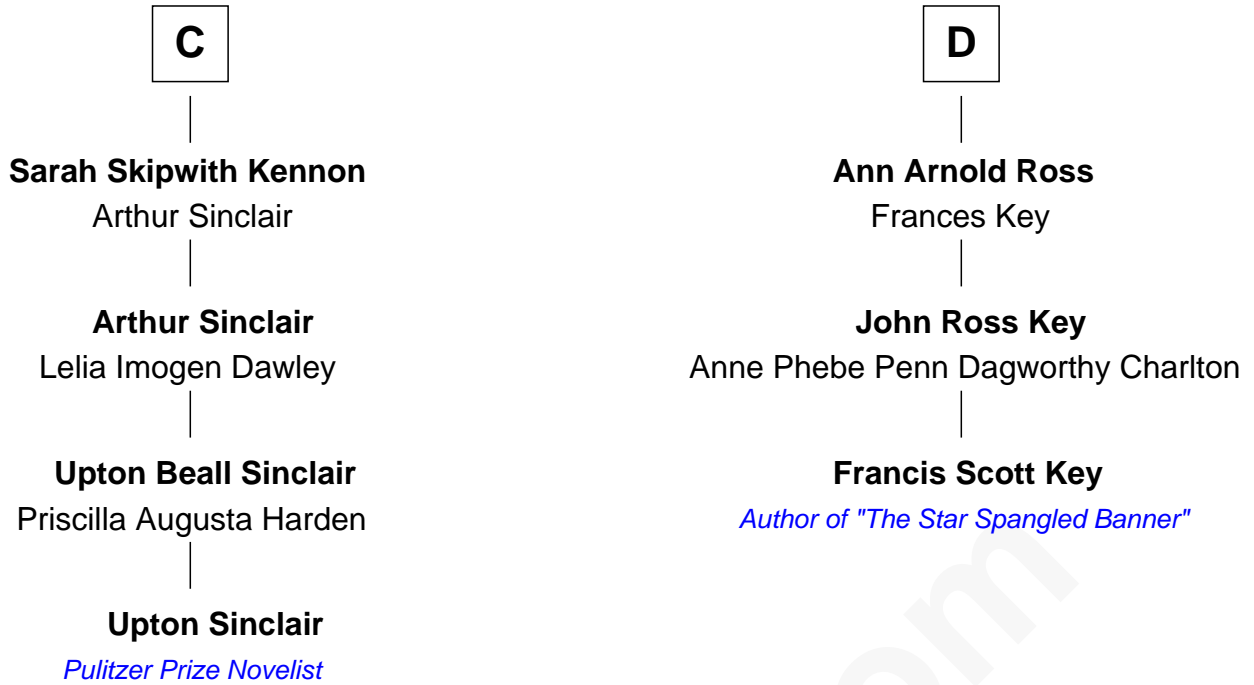 C
Sarah Skipwith Kennon
Arthur Sinclair
Arthur Sinclair
Lelia Imogen Dawley
Upton Beall Sinclair
Priscilla Augusta Harden
Upton Sinclair
Pulitzer Prize Novelist
D
Ann Arnold Ross
Frances Key
John Ross Key
Anne Phebe Penn Dagworthy Charlton
Francis Scott Key
Author of "The Star Spangled Banner"
om